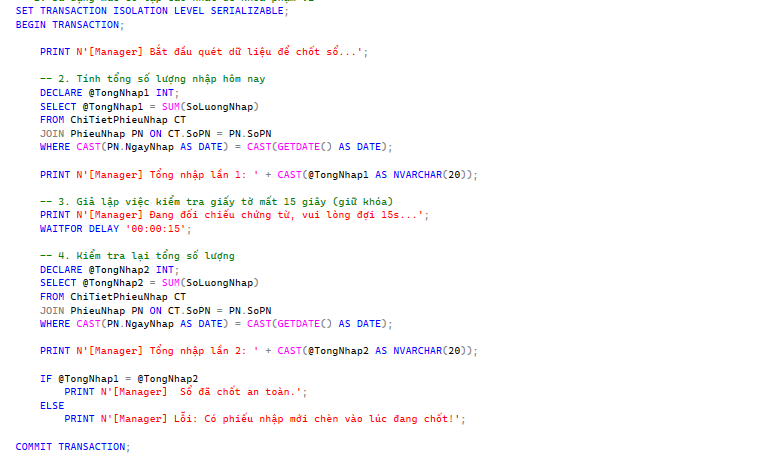 SET TRANSACTION ISOLATION LEVEL SERIALIZABLE;
BEGIN TRANSACTION;
PRINT N'[Manager] Bắt đầu quét dữ liệu để chốt sổ...';
-- 2. Tính tổng số lượng nhập hôm nay
DECLARE @TongNhap1 INT;
SELECT @TongNhap1 = SUM(SoLuongNhap)
FROM ChiTietPhieuNhap CT
JOIN PhieuNhap PN ON CT.SoPN = PN.SoPN
WHERE CAST(PN.NgayNhap AS DATE) = CAST(GETDATE() AS DATE);
PRINT N'[Manager] Tổng nhập lần 1: ' + CAST(@TongNhap1 AS NVARCHAR(20));
-- 3. Giả lập việc kiểm tra giấy tờ mất 15 giây (giữ khóa)
PRINT N'[Manager] Đang đối chiếu chứng từ, vui lòng đợi 15s...';
WAITFOR DELAY '00:00:15';
-- 4. Kiểm tra lại tổng số lượng
DECLARE @TongNhap2 INT;
SELECT @TongNhap2 = SUM(SoLuongNhap)
FROM ChiTietPhieuNhap CT
JOIN PhieuNhap PN ON CT.SoPN = PN.SoPN
WHERE CAST(PN.NgayNhap AS DATE) = CAST(GETDATE() AS DATE);
PRINT N'[Manager] Tổng nhập lần 2: ' + CAST(@TongNhap2 AS NVARCHAR(20));
IF @TongNhap1 = @TongNhap2
PRINT N'[Manager]  Sổ đã chốt an toàn.';
ELSE
PRINT N'[Manager] Lỗi: Có phiếu nhập mới chèn vào lúc đang chốt!';
COMMIT TRANSACTION;